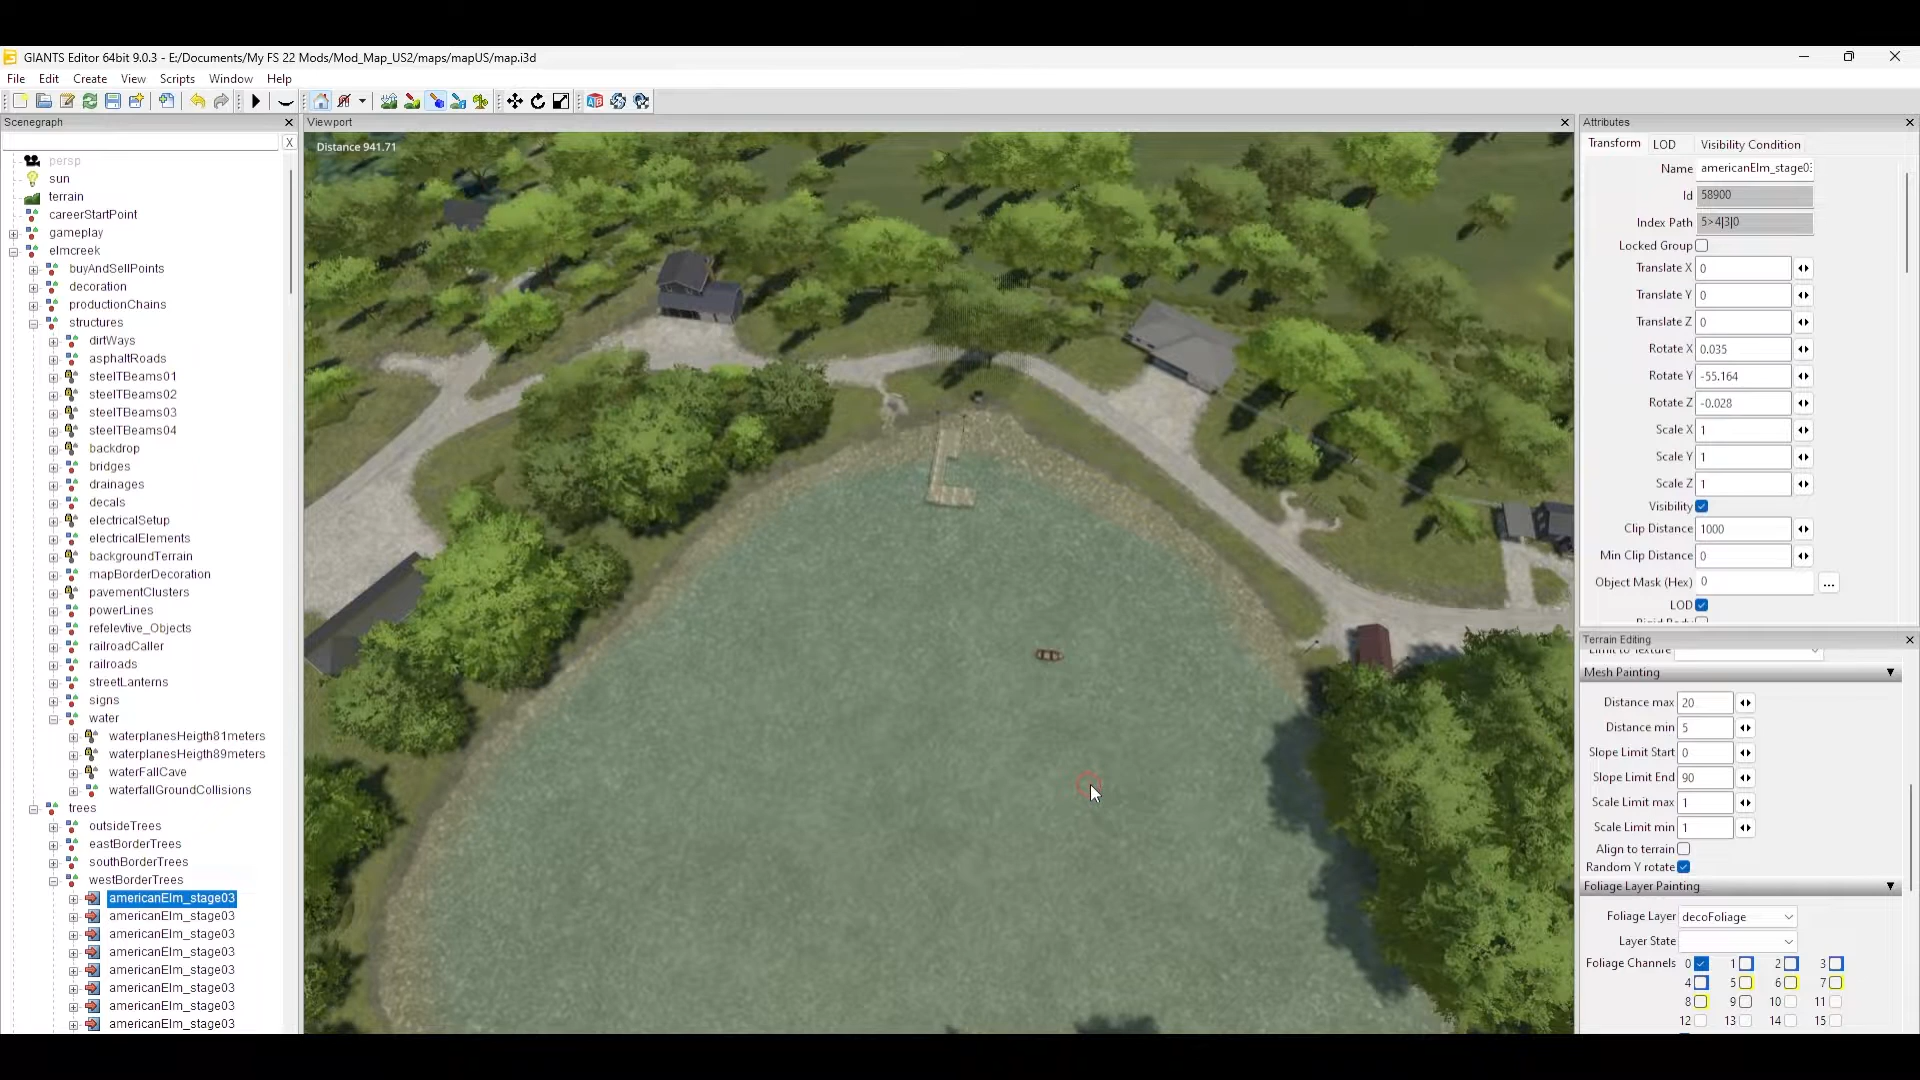 GIANTS Editor 64bit 9.0.3 - E:/Documents/My FS 22 Mods/Mod_Map_US2/maps/mapUS/map.i3d
File Edit Create View Scripts Window Help
Scenegraph
X
persp
sun
terrain
careerStartPoint
gameplay
elmcreek
buyAndSellPoints
decoration
productionChains
structures
dirtWays
asphaltRoads
steelTBeams01
steelTBeams02
steelTBeams03
steelTBeams04
backdrop
bridges
drainages
decals
electricalSetup
electricalElements
backgroundTerrain
mapBorderDecoration
pavementClusters
powerLines
refelevtive_Objects
railroadCaller
railroads
streetLanterns
signs
water
waterplanesHeigth81meters
waterplanesHeigth89meters
waterFallCave
waterfallGroundCollisions
trees
outsideTrees
eastBorderTrees
southBorderTrees
westBorderTrees
americanElm_stage03
americanElm_stage03
americanElm_stage03
americanElm_stage03
americanElm_stage03
americanElm_stage03
americanElm_stage03
americanElm_stage03
Viewport
Distance 941.71
Attributes
Transform LOD Visibility Condition
Name americanElm_stage03
Id 58900
Index Path 5>4|3|0
Locked Group
Translate X 0
Translate Y 0
Translate Z 0
Rotate X 0.035
Rotate Y -55.164
Rotate Z -0.028
Scale X 1
Scale Y 1
Scale Z 1
Visibility
Clip Distance 1000
Min Clip Distance 0
Object Mask (Hex) 0 ...
LOD
Rigid Body
Terrain Editing
Limit to Texture
Mesh Painting
Distance max 20
Distance min 5
Slope Limit Start 0
Slope Limit End 90
Scale Limit max 1
Scale Limit min 1
Align to terrain
Random Y rotate
Foliage Layer Painting
Foliage Layer decoFoliage
Layer State
Foliage Channels 0 1 2 3
4 5 6 7
8 9 10 11
12 13 14 15